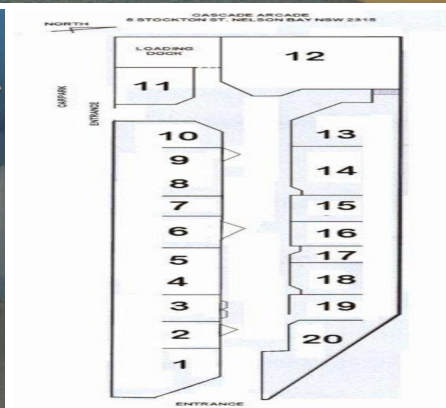 CASCADE ARCADE
NORTH
6 STOCKTON ST. NELSON BAY NSW 2315
LOADING
DOCK
12
11
CARPARK
ENTRANCE
10
13
9
14
8
7
15
6
16
5
17
4
18
3
19
2
20
1
ENTRANCE